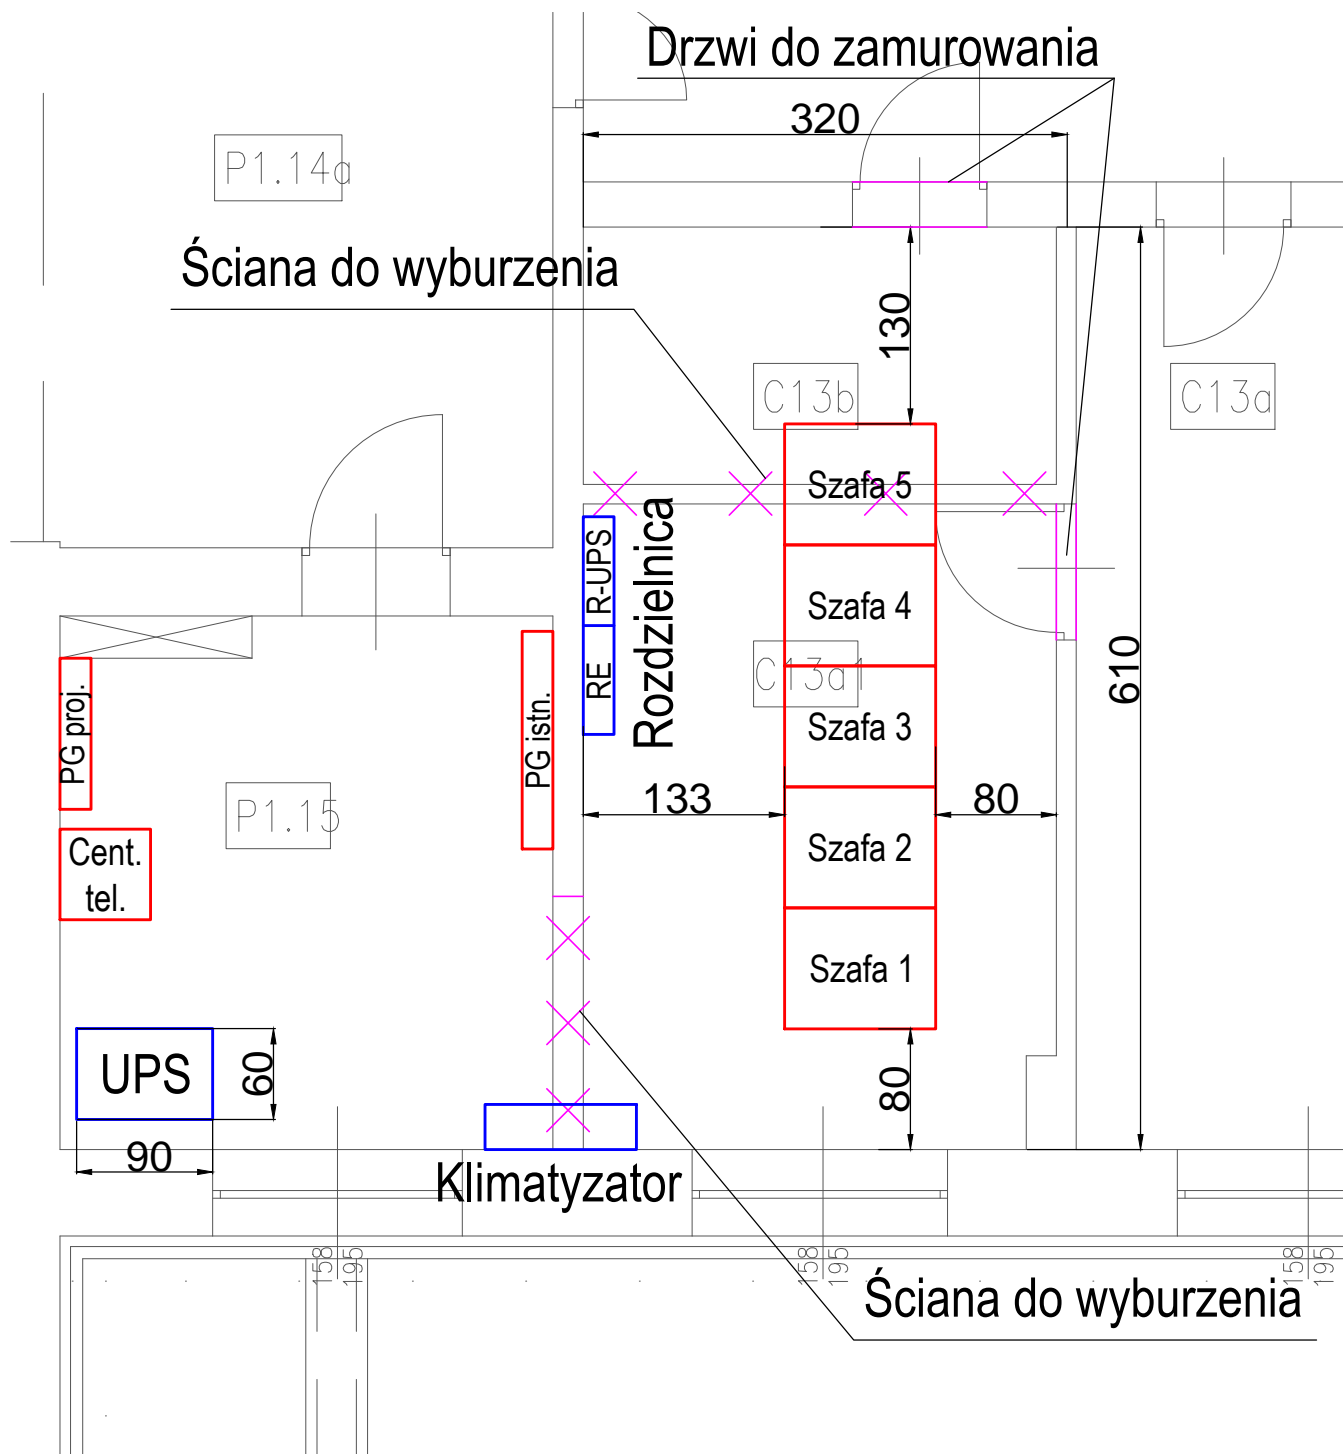 Drzwi do zamurowania
320
P1.14a
Ściana do wyburzenia
130
C13b
C13a
Szafa 5
R-UPS
Rozdzielnica
Szafa 4
RE
C13a1
610
PG proj.
PG istn.
Szafa 3
P1.15
133
80
Cent.
tel.
Szafa 2
Szafa 1
UPS
60
80
90
Klimatyzator
158
195
158
195
158
195
Ściana do wyburzenia